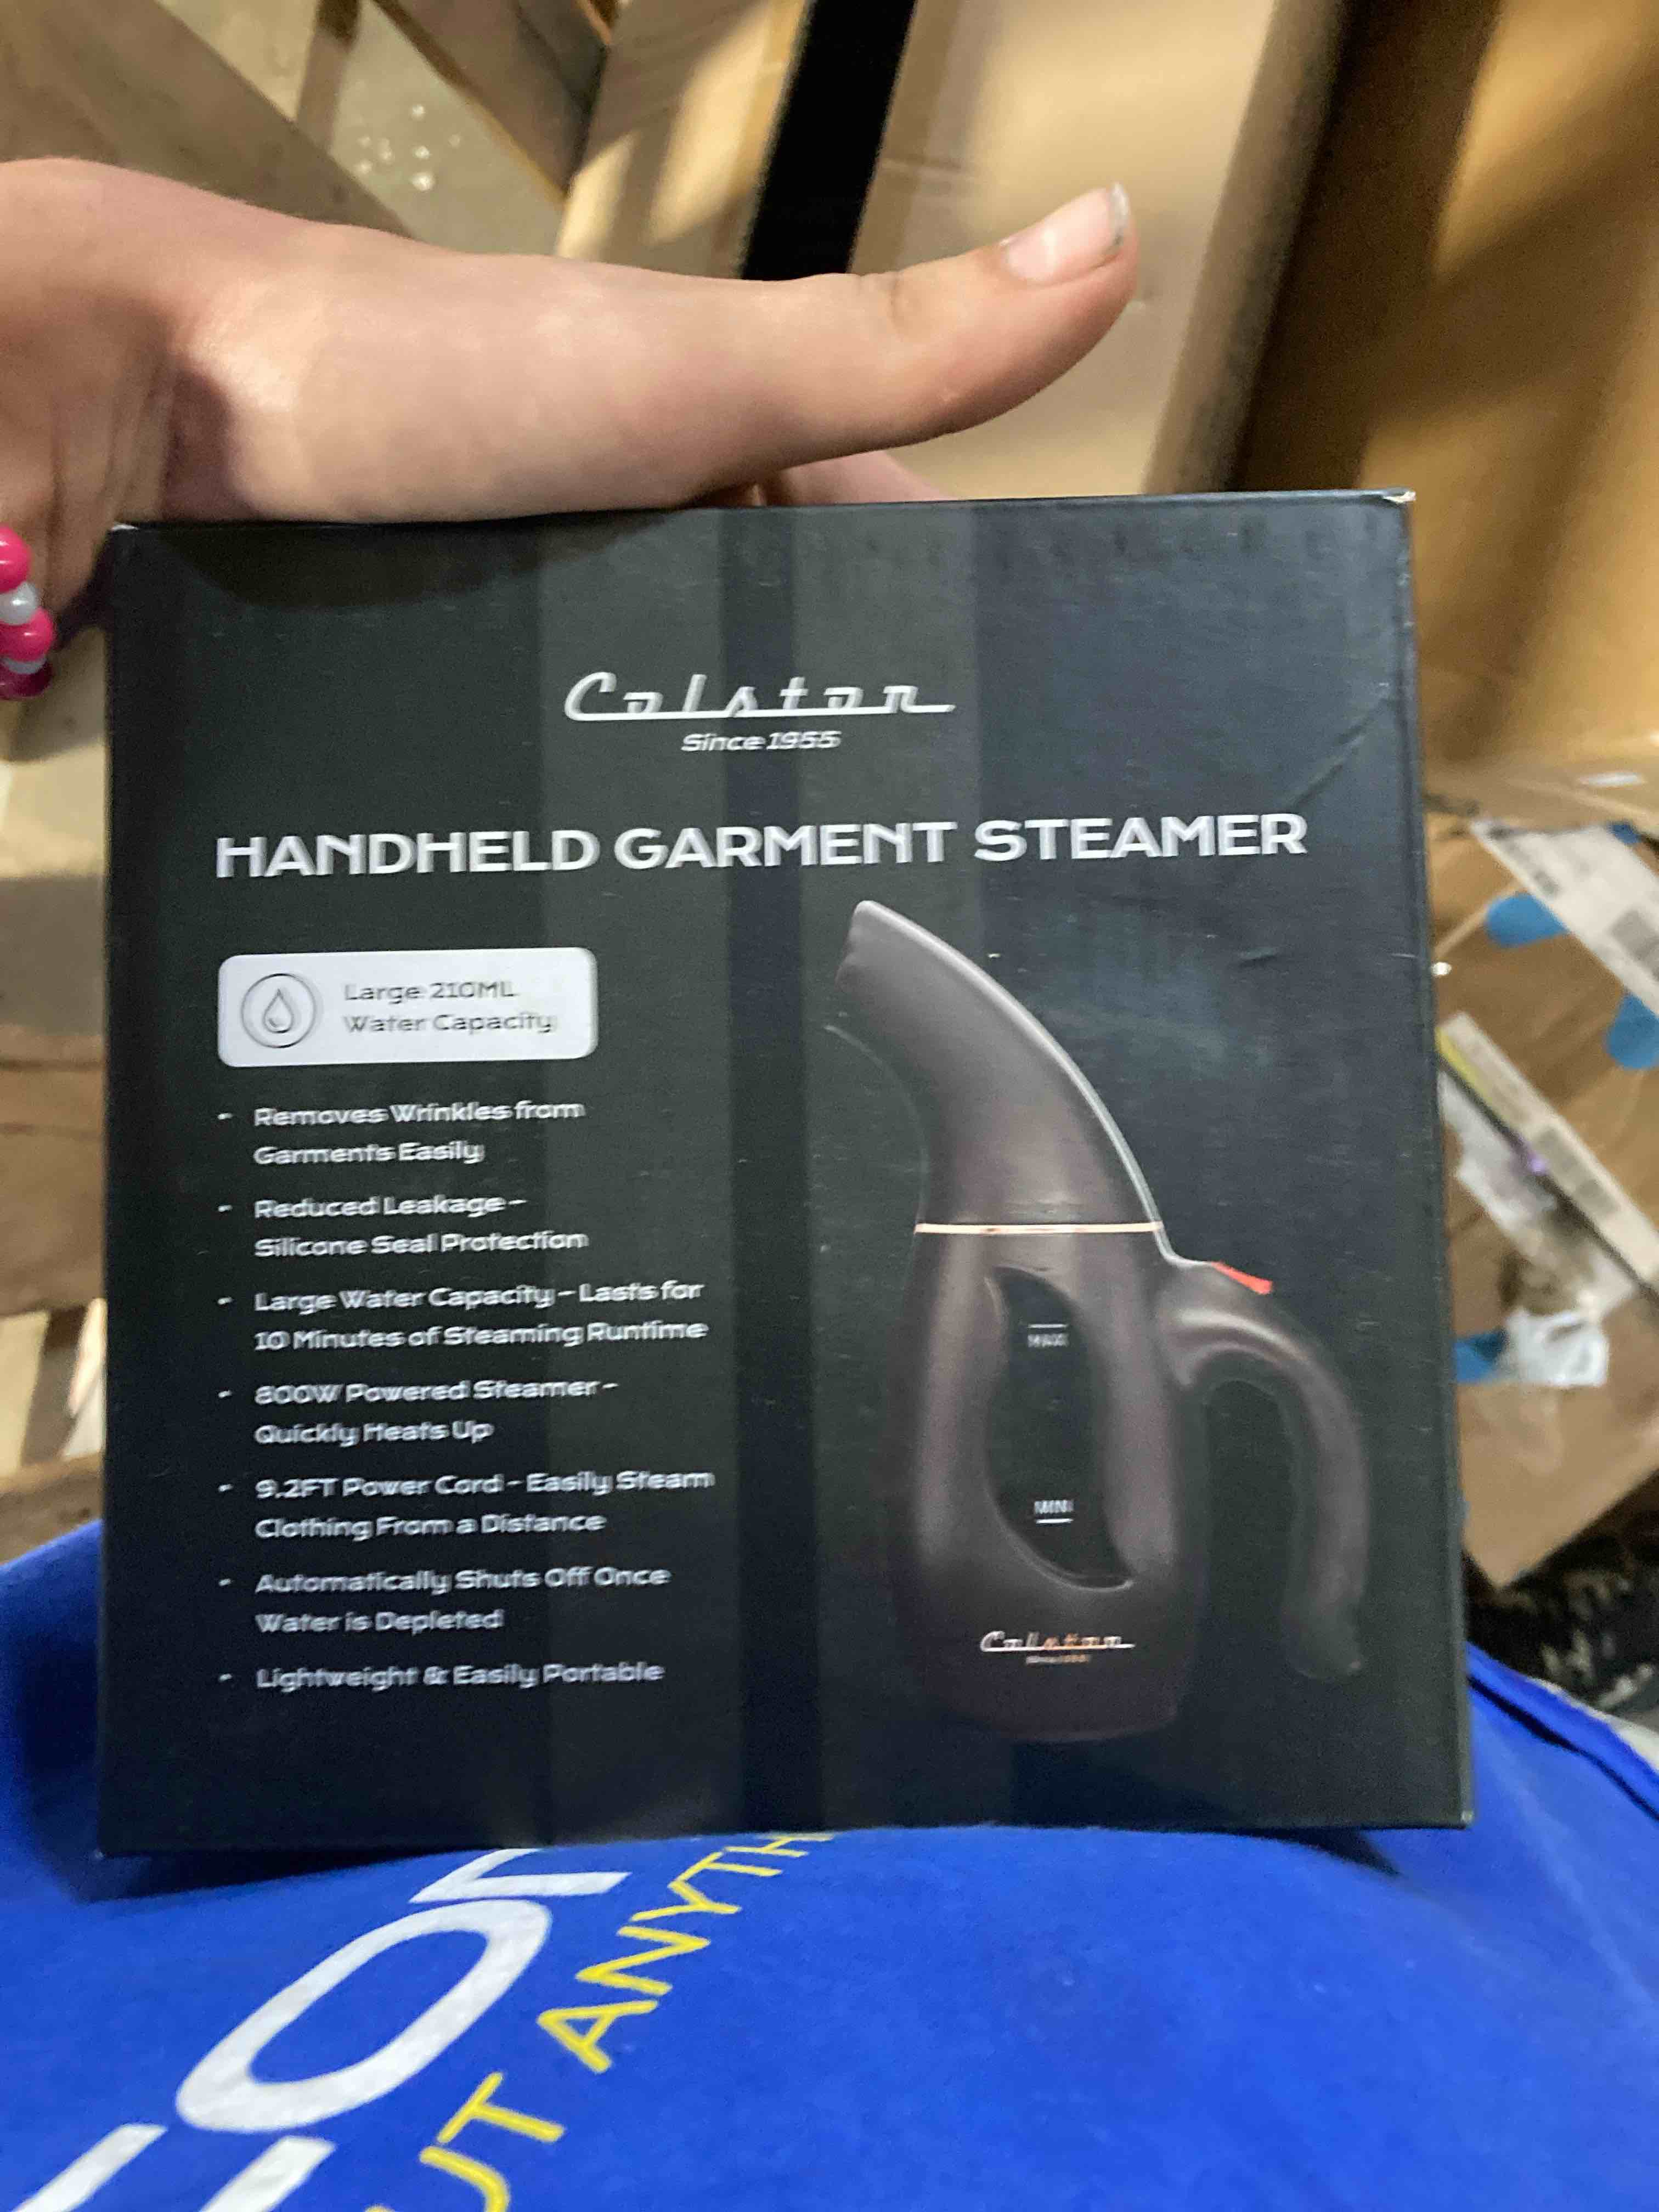 Colston
Since 1955
HANDHELD GARMENT STEAMER
Large 210ML
Water Capacity
- Removes Wrinkles from
Garments Easily
- Reduced Leakage -
Silicone Seal Protection
- Large Water Capacity - Lasts for
10 Minutes of Steaming Runtime
- 800W Powered Steamer -
Quickly Heats Up
- 9.2FT Power Cord - Easily Steam
Clothing From a Distance
- Automatically Shuts Off Once
Water is Depleted
- Lightweight & Easily Portable
MAX
MINI
Colston
Since 1955
UT ANYTH